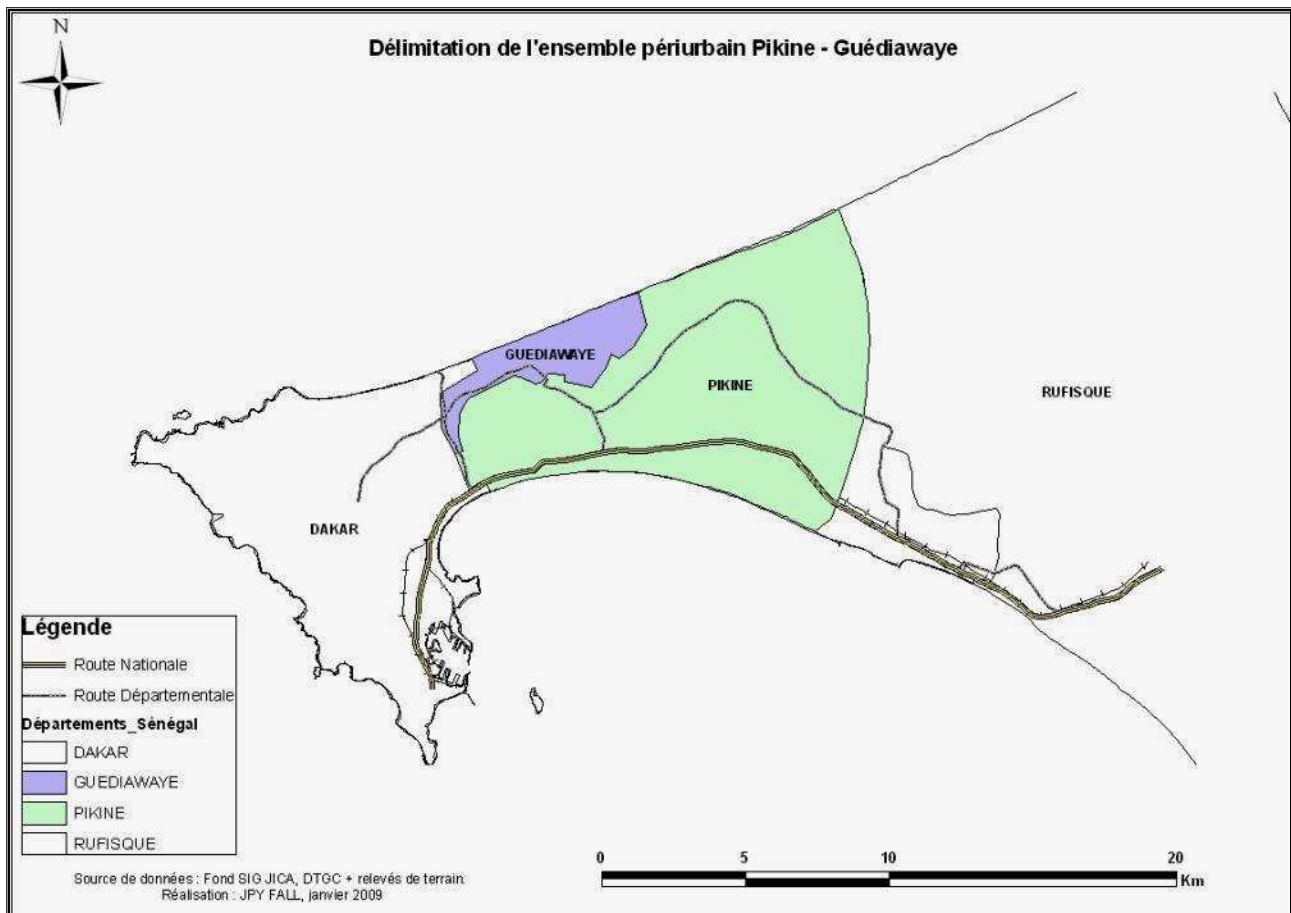 N
Délimitation de l'ensemble périurbain Pikine - Guédiawaye
GUEDIAWAYE
PIKINE
RUFISQUE
DAKAR
Légende
Route Nationale
Route Départementale
Départements_Sénégal
DAKAR
GUEDIAWAYE
PIKINE
RUFISQUE
0 5 10 20
Km
Source de données : Fond SIG JICA, DTGC + relevés de terrain.
Réalisation : JPY FALL, janvier 2009